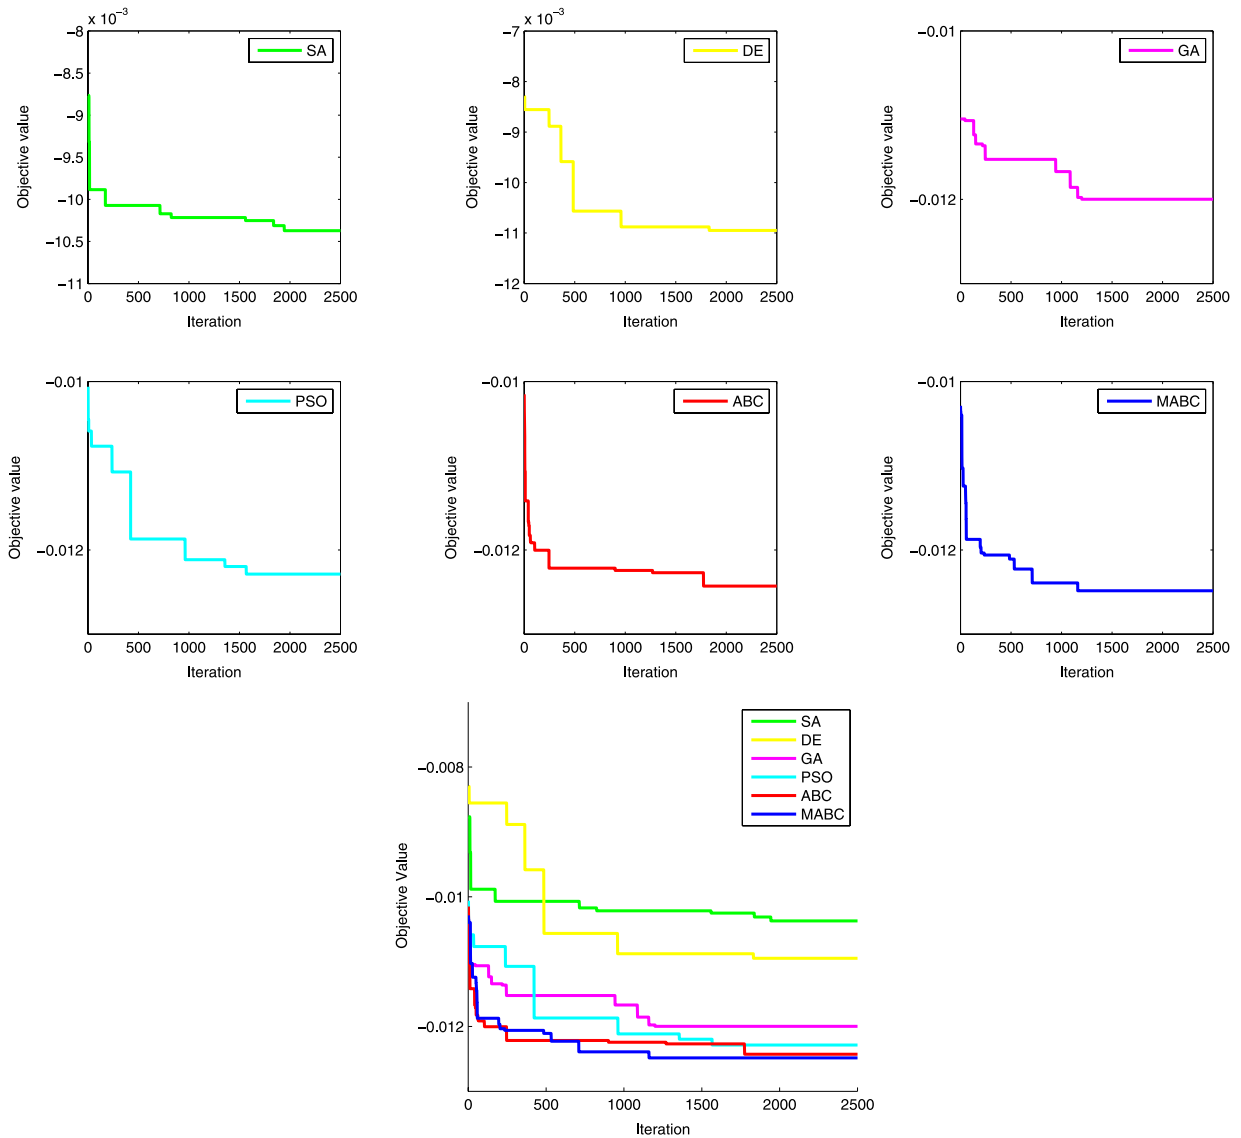 x 10⁻³
−8
−8.5
−9
−9.5
−10
−10.5
−11
0 500 1000 1500 2000 2500
Iteration
Objective value
SA
x 10⁻³
−7
−8
−9
−10
−11
−12
0 500 1000 1500 2000 2500
Iteration
Objective value
DE
−0.01
−0.012
0 500 1000 1500 2000 2500
Iteration
Objective value
GA
−0.01
−0.012
0 500 1000 1500 2000 2500
Iteration
Objective value
PSO
−0.01
−0.012
0 500 1000 1500 2000 2500
Iteration
Objective value
ABC
−0.01
−0.012
0 500 1000 1500 2000 2500
Iteration
Objective value
MABC
−0.008
−0.01
−0.012
0 500 1000 1500 2000 2500
Iteration
Objective Value
SA
DE
GA
PSO
ABC
MABC